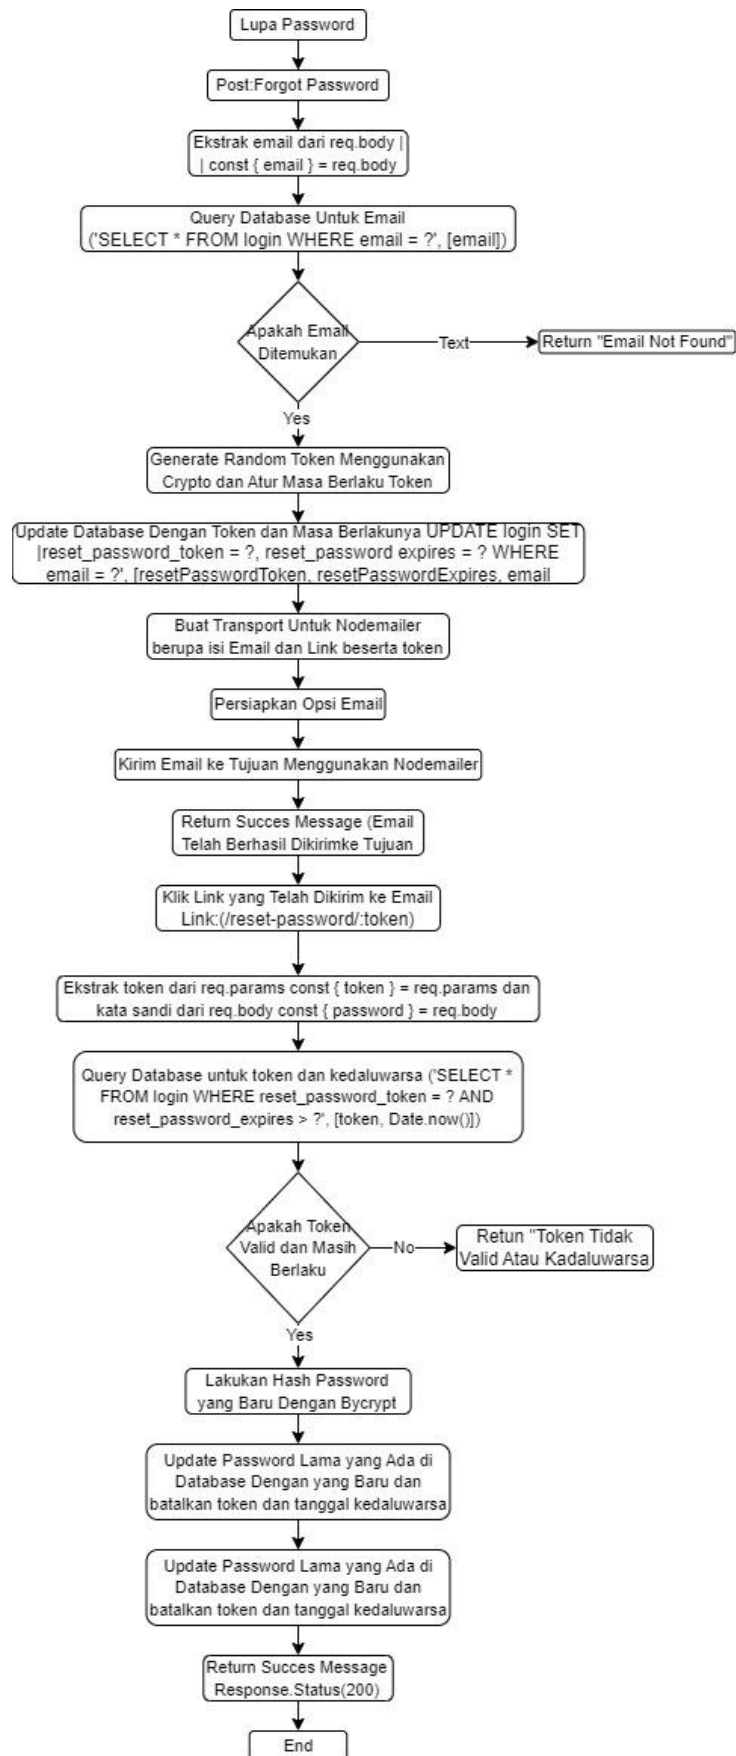 Lupa Password
Post:Forgot Password
Ekstrak email dari req.body |
| const { email } = req.body
Query Database Untuk Email
('SELECT * FROM login WHERE email = ?', [email])
Apakah Email
Ditemukan
Text
Return "Email Not Found"
Yes
Generate Random Token Menggunakan
Crypto dan Atur Masa Berlaku Token
Update Database Dengan Token dan Masa Berlakunya UPDATE login SET
|reset_password_token = ?, reset_password expires = ? WHERE
email = ?', [resetPasswordToken, resetPasswordExpires, email
Buat Transport Untuk Nodemailer
berupa isi Email dan Link beserta token
Persiapkan Opsi Email
Kirim Email ke Tujuan Menggunakan Nodemailer
Return Succes Message (Email
Telah Berhasil Dikirimke Tujuan
Klik Link yang Telah Dikirim ke Email
Link:(/reset-password/:token)
Ekstrak token dari req.params const { token } = req.params dan
kata sandi dari req.body const { password } = req.body
Query Database untuk token dan kedaluwarsa ('SELECT *
FROM login WHERE reset_password_token = ? AND
reset_password_expires > ?', [token, Date.now()])
Apakah Token
Valid dan Masih
Berlaku
No
Retun "Token Tidak
Valid Atau Kadaluwarsa
Yes
Lakukan Hash Password
yang Baru Dengan Bycrypt
Update Password Lama yang Ada di
Database Dengan yang Baru dan
batalkan token dan tanggal kedaluwarsa
Update Password Lama yang Ada di
Database Dengan yang Baru dan
batalkan token dan tanggal kedaluwarsa
Return Succes Message
Response.Status(200)
End